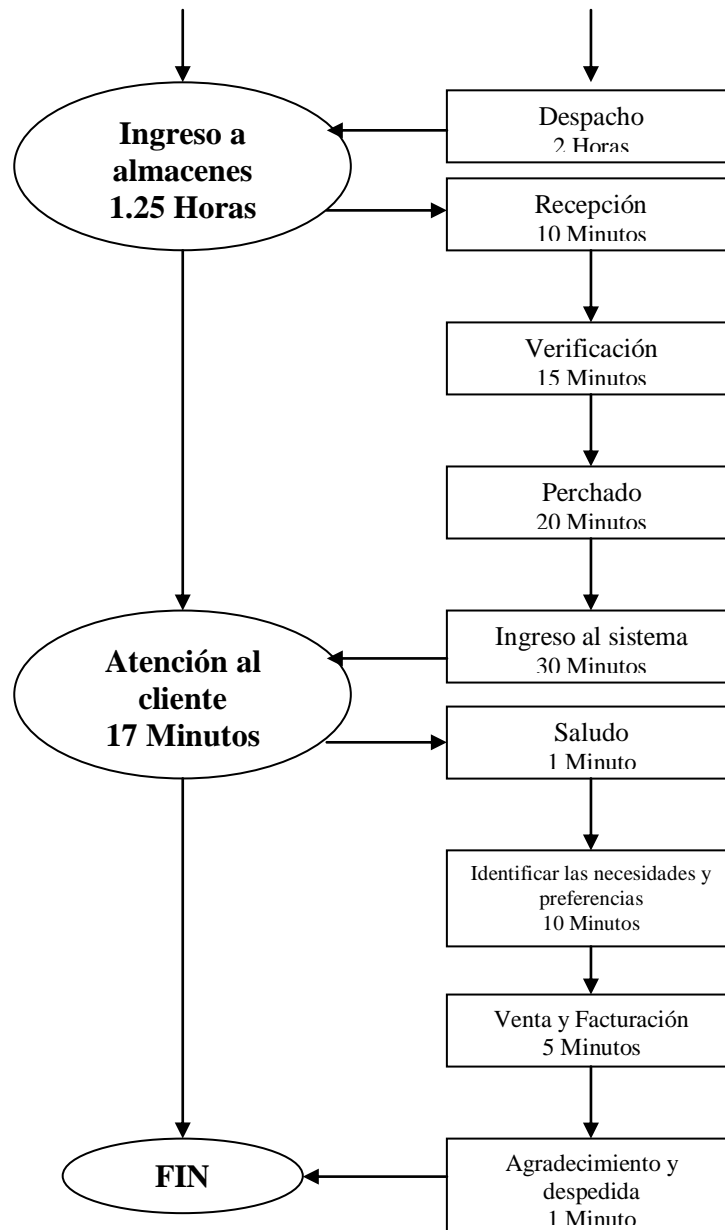 Ingreso a
almacenes
1.25 Horas
Despacho
2 Horas
Recepción
10 Minutos
Verificación
15 Minutos
Perchado
20 Minutos
Ingreso al sistema
30 Minutos
Atención al
cliente
17 Minutos
Saludo
1 Minuto
Identificar las necesidades y
preferencias
10 Minutos
Venta y Facturación
5 Minutos
Agradecimiento y
despedida
1 Minuto
FIN